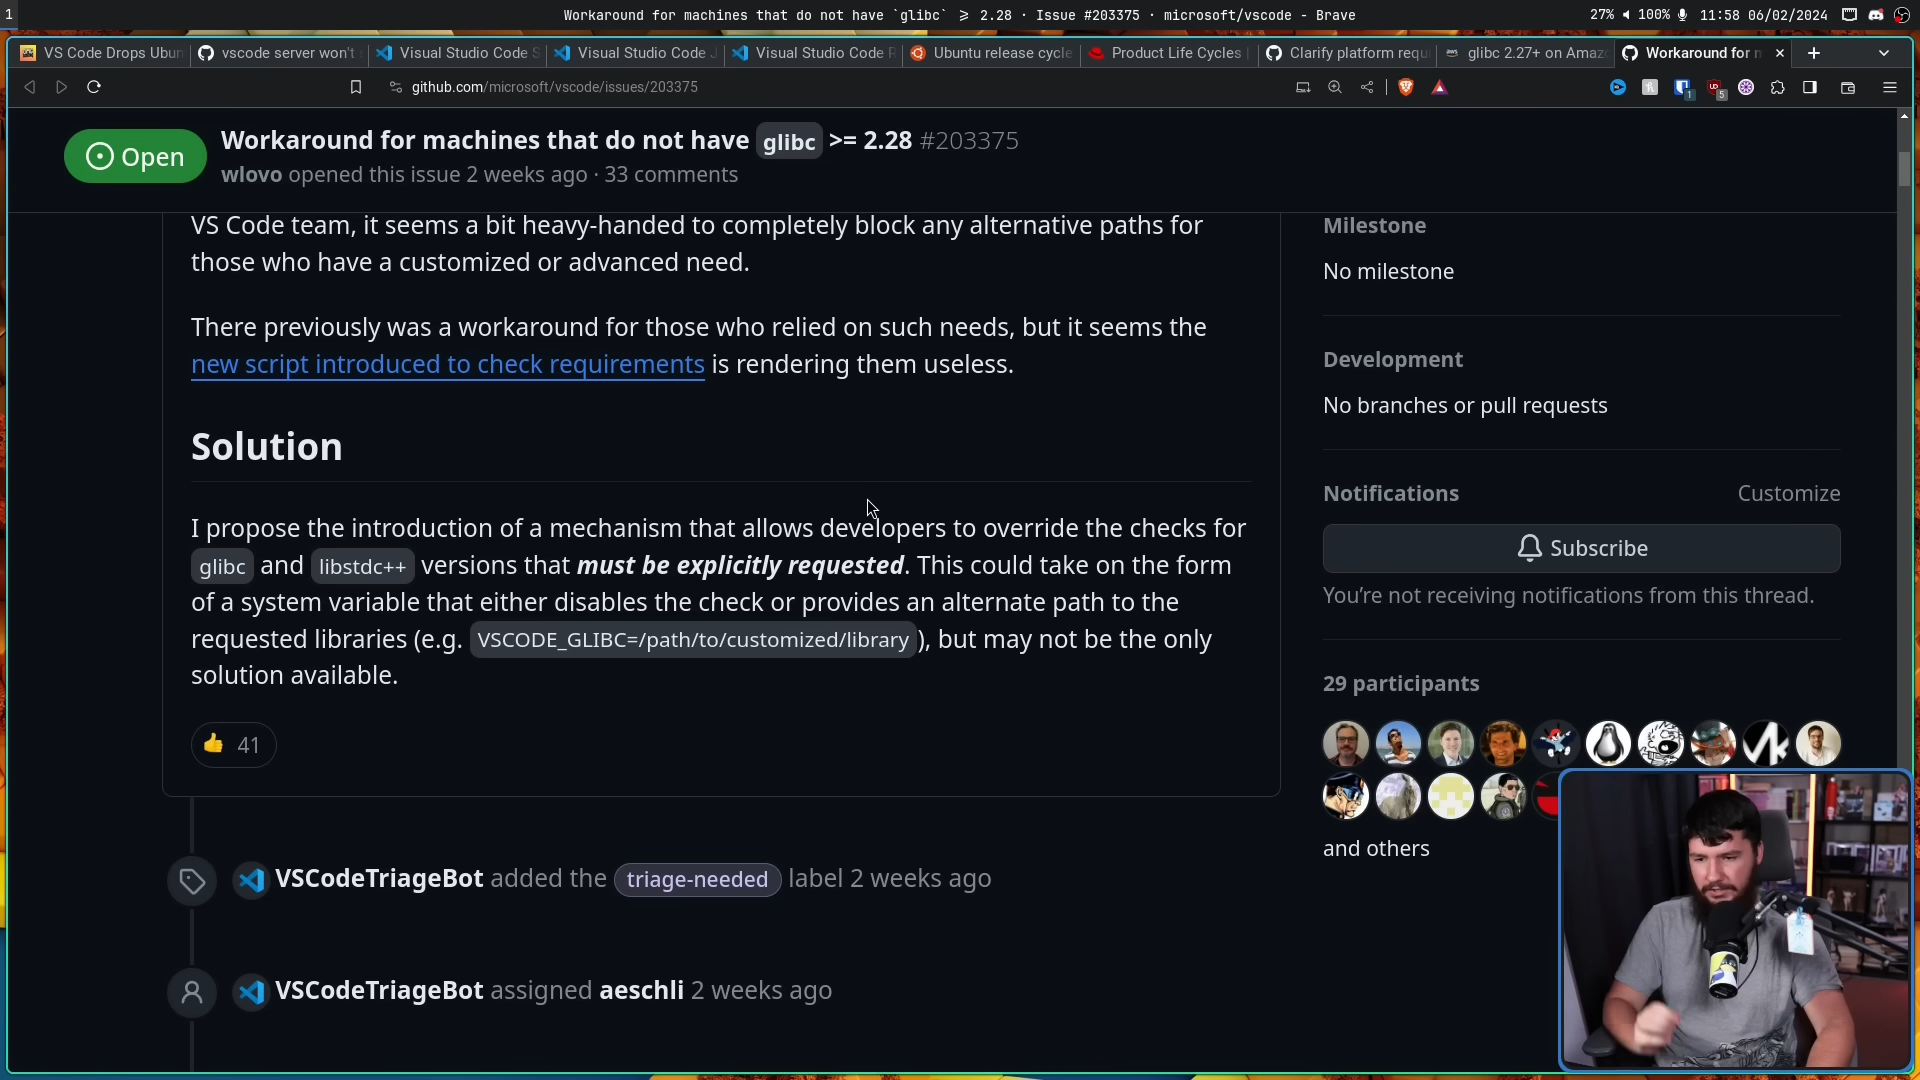 1
Workaround for machines that do not have `glibc` ≥ 2.28 · Issue #203375 · microsoft/vscode - Brave
27% 100% 11:58 06/02/2024
VS Code Drops Ubun
vscode server won't
Visual Studio Code S
Visual Studio Code J
Visual Studio Code R
Ubuntu release cycle
Product Life Cycles
Clarify platform requ
glibc 2.27+ on Amaz
Workaround for m
github.com/microsoft/vscode/issues/203375
1
5
Open
Workaround for machines that do not have glibc >= 2.28 #203375
wlovo opened this issue 2 weeks ago · 33 comments
VS Code team, it seems a bit heavy-handed to completely block any alternative paths for
those who have a customized or advanced need.
There previously was a workaround for those who relied on such needs, but it seems the
new script introduced to check requirements is rendering them useless.
Solution
I propose the introduction of a mechanism that allows developers to override the checks for
glibc and libstdc++ versions that must be explicitly requested. This could take on the form
of a system variable that either disables the check or provides an alternate path to the
requested libraries (e.g. VSCODE_GLIBC=/path/to/customized/library), but may not be the only
solution available.
41
VSCodeTriageBot added the triage-needed label 2 weeks ago
VSCodeTriageBot assigned aeschli 2 weeks ago
Milestone
No milestone
Development
No branches or pull requests
Notifications
Customize
Subscribe
You're not receiving notifications from this thread.
29 participants
and others